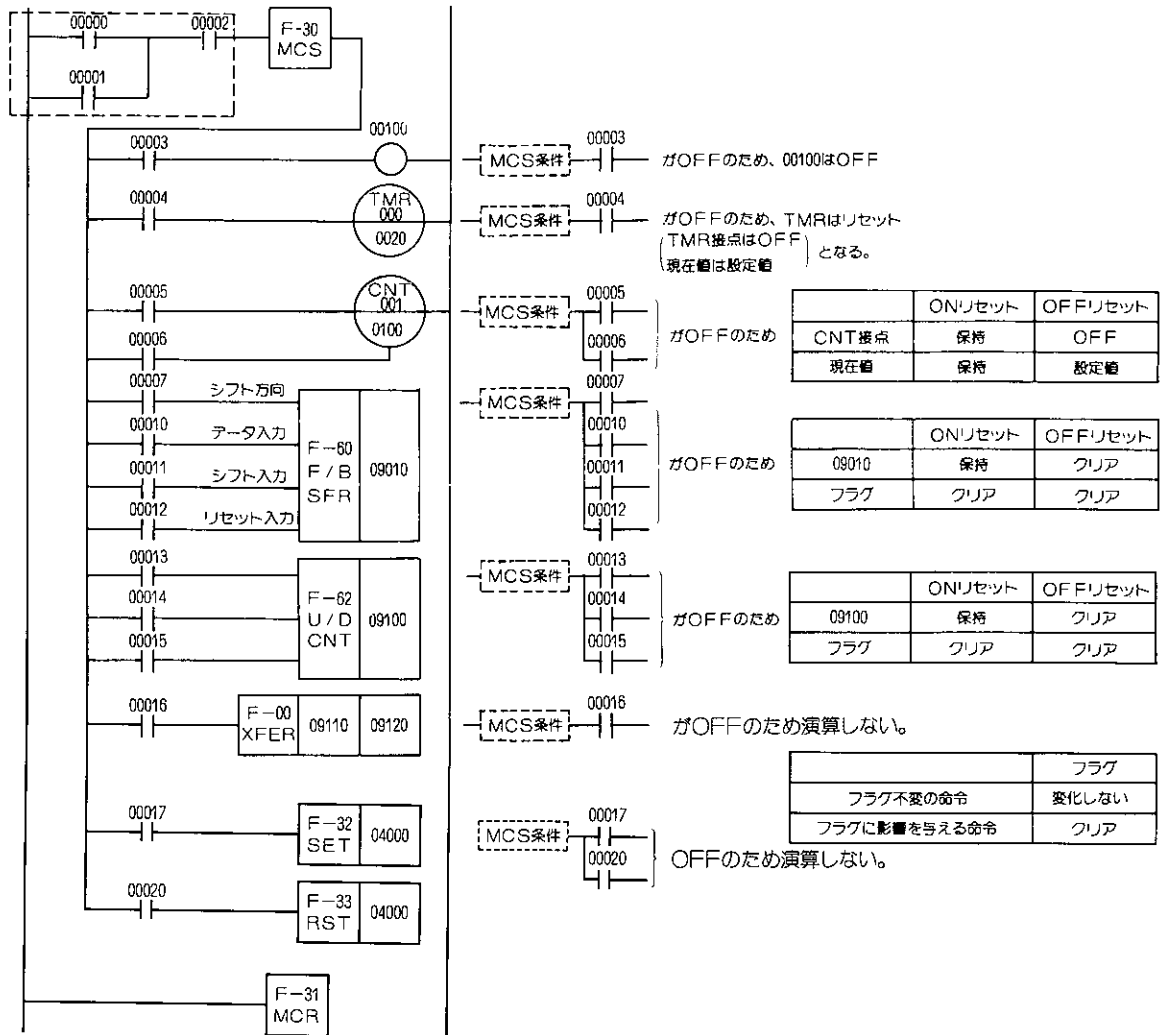 00000
00002
F-30
MCS
00001
00100
00003
MCS条件
00003
がOFFのため、00100はOFF
00004
TMR
000
0020
MCS条件
00004
がOFFのため、TMRはリセット
TMR接点はOFF
現在値は設定値
となる。
00005
CNT
001
0100
00006
MCS条件
00005
00006
がOFFのため
ONリセット OFFリセット
CNT接点 保持 OFF
現在値 保持 設定値
00007
シフト方向
00010
データ入力
00011
シフト入力
00012
リセット入力
F-60
F/B
SFR
09010
MCS条件
00007
00010
00011
00012
がOFFのため
ONリセット OFFリセット
09010 保持 クリア
フラグ クリア クリア
00013
00014
00015
F-62
U/D
CNT
09100
MCS条件
00013
00014
00015
がOFFのため
ONリセット OFFリセット
09100 保持 クリア
フラグ クリア クリア
00016
F-00
XFER
09110
09120
MCS条件
00016
がOFFのため演算しない。
フラグ
フラグ不変の命令 変化しない
フラグに影響を与える命令 クリア
00017
F-32
SET
04000
MCS条件
00017
00020
OFFのため演算しない。
00020
F-33
RST
04000
F-31
MCR